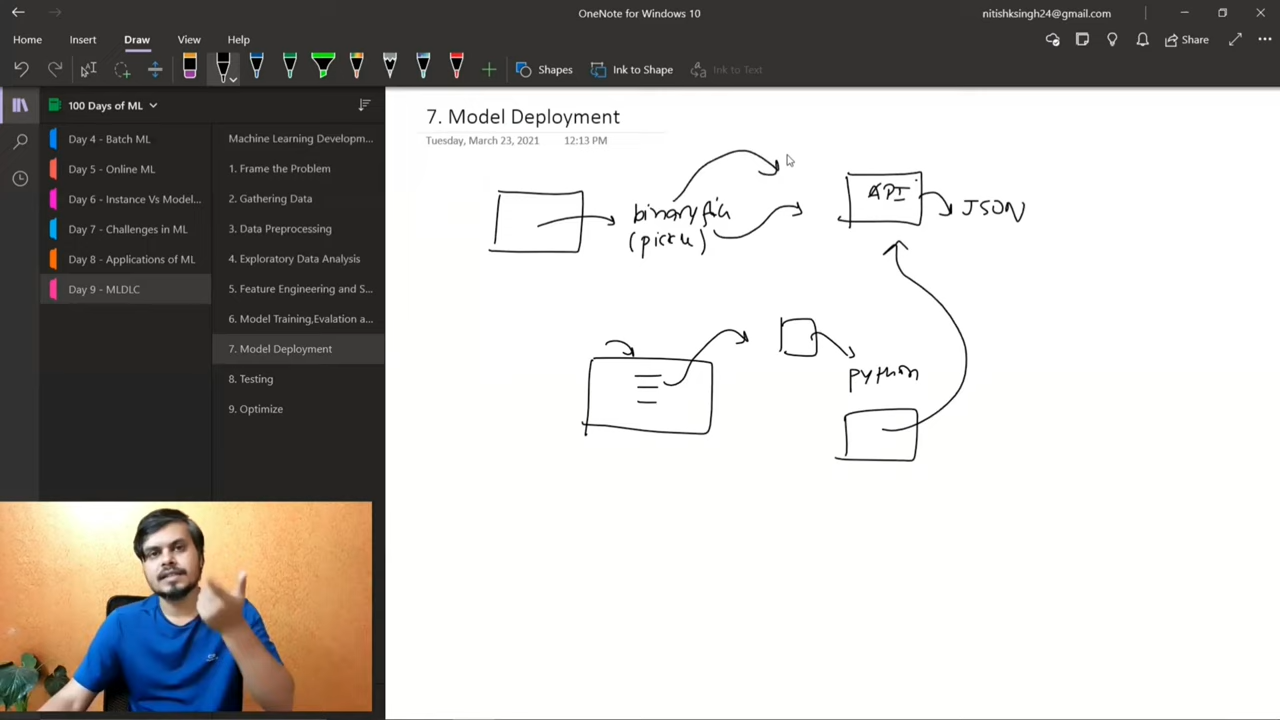 OneNote for Windows 10
nitishksingh24@gmail.com
Home
Insert
Draw
View
Help
Share
Shapes
Ink to Shape
Ink to Text
100 Days of ML
Day 4 - Batch ML
Day 5 - Online ML
Day 6 - Instance Vs Model...
Day 7 - Challenges in ML
Day 8 - Applications of ML
Day 9 - MLDLC
Machine Learning Developm...
1. Frame the Problem
2. Gathering Data
3. Data Preprocessing
4. Exploratory Data Analysis
5. Feature Engineering and S...
6. Model Training,Evalation a...
7. Model Deployment
8. Testing
9. Optimize
7. Model Deployment
Tuesday, March 23, 2021 12:13 PM
API
JSON
python